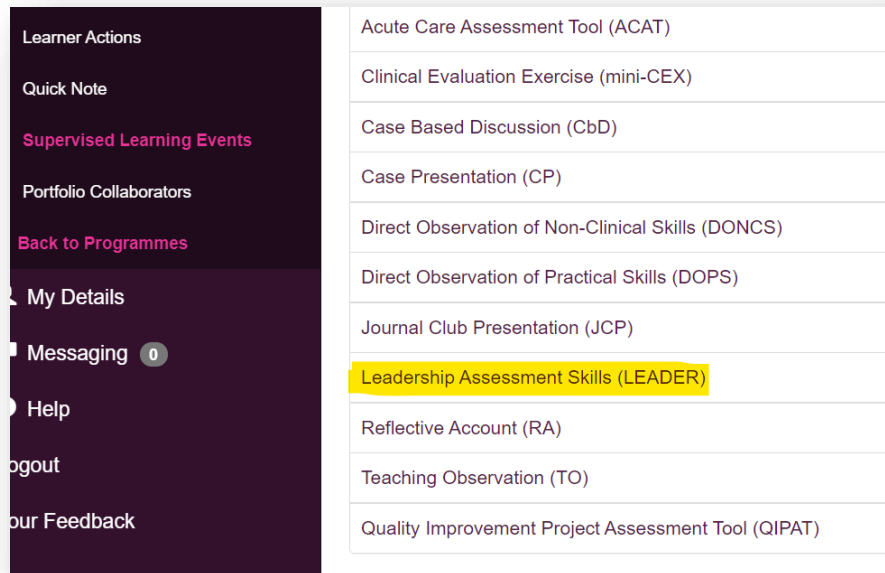 Learner Actions
Quick Note
Supervised Learning Events
Portfolio Collaborators
Back to Programmes
My Details
Messaging 0
Help
ogout
our Feedback
Acute Care Assessment Tool (ACAT)
Clinical Evaluation Exercise (mini-CEX)
Case Based Discussion (CbD)
Case Presentation (CP)
Direct Observation of Non-Clinical Skills (DONCS)
Direct Observation of Practical Skills (DOPS)
Journal Club Presentation (JCP)
Leadership Assessment Skills (LEADER)
Reflective Account (RA)
Teaching Observation (TO)
Quality Improvement Project Assessment Tool (QIPAT)